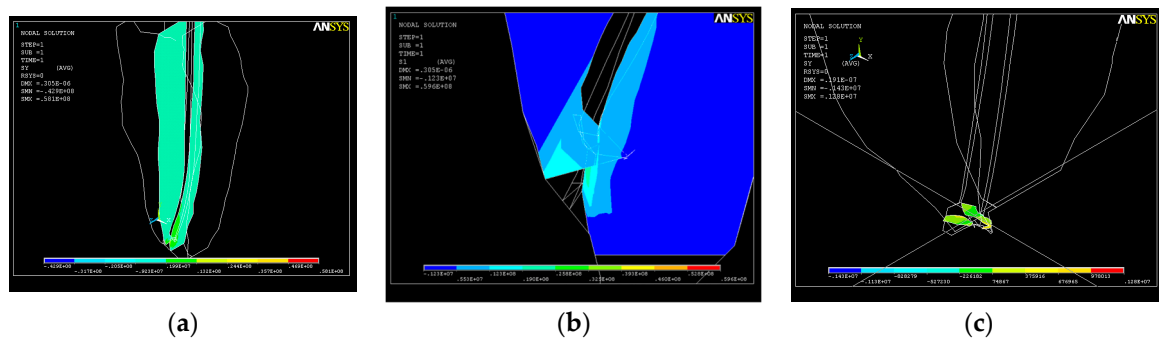 1
ANSYS
NODAL SOLUTION
STEP=1
SUB =1
TIME=1
SY (AVG)
RSYS=0
DMX =.305E-06
SMN =-.429E+08
SMX =.581E+08
-.429E+08 -.205E+08 .199E+07 .244E+08 .469E+08
-.317E+08 -.923E+07 .132E+08 .357E+08 .581E+08
(a)
1
ANSYS
NODAL SOLUTION
STEP=1
SUB =1
TIME=1
S1 (AVG)
DMX =.305E-06
SMN =-.123E+07
SMX =.596E+08
-.123E+07 .123E+08 .258E+08 .393E+08 .528E+08
.553E+07 .190E+08 .325E+08 .460E+08 .596E+08
(b)
1
ANSYS
NODAL SOLUTION
STEP=1
SUB =1
TIME=1
SY (AVG)
RSYS=0
DMX =.191E-07
SMN =-.143E+07
SMX =.128E+07
Y
X
-.143E+07 -828279 -226102 375916 978013
-.113E+07 -527230 74867 676965 .128E+07
(c)